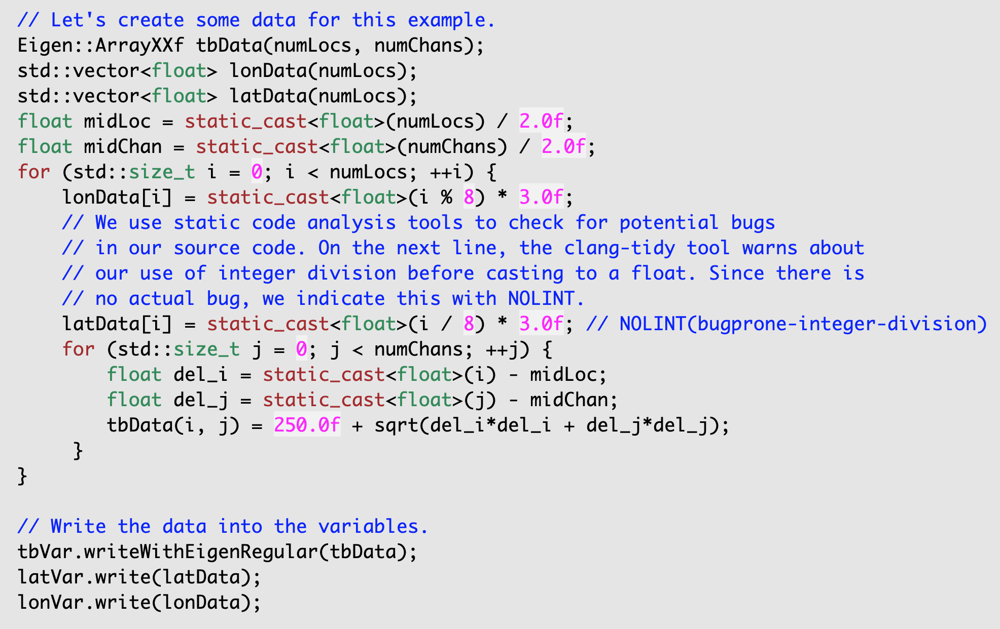 // Let's create some data for this example.
Eigen::ArrayXXf tbData(numLocs, numChans);
std::vector<float> lonData(numLocs);
std::vector<float> latData(numLocs);
float midLoc = static_cast<float>(numLocs) / 2.0f;
float midChan = static_cast<float>(numChans) / 2.0f;
for (std::size_t i = 0; i < numLocs; ++i) {
    lonData[i] = static_cast<float>(i % 8) * 3.0f;
    // We use static code analysis tools to check for potential bugs
    // in our source code. On the next line, the clang-tidy tool warns about
    // our use of integer division before casting to a float. Since there is
    // no actual bug, we indicate this with NOLINT.
    latData[i] = static_cast<float>(i / 8) * 3.0f; // NOLINT(bugprone-integer-division)
    for (std::size_t j = 0; j < numChans; ++j) {
        float del_i = static_cast<float>(i) - midLoc;
        float del_j = static_cast<float>(j) - midChan;
        tbData(i, j) = 250.0f + sqrt(del_i*del_i + del_j*del_j);
     }
}

// Write the data into the variables.
tbVar.writeWithEigenRegular(tbData);
latVar.write(latData);
lonVar.write(lonData);